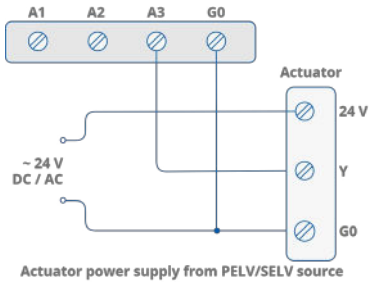 A1 A2 A3 G0
Actuator
24 V
~ 24 V
DC / AC
Y
G0
Actuator power supply from PELV/SELV source